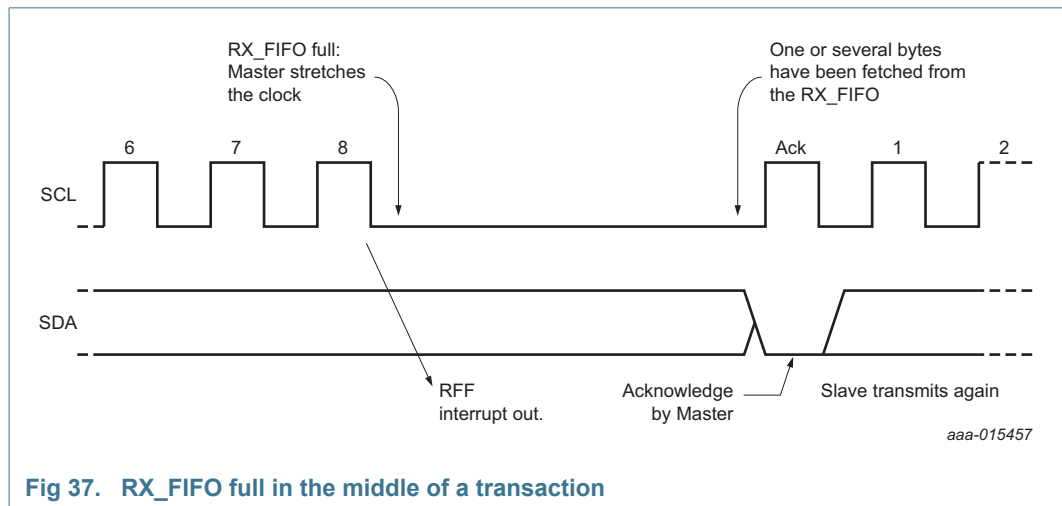 RX_FIFO full:
Master stretches
the clock
One or several bytes
have been fetched from
the RX_FIFO
6
7
8
Ack
1
2
SCL
SDA
RFF
interrupt out.
Acknowledge
by Master
Slave transmits again
aaa-015457
Fig 37. RX_FIFO full in the middle of a transaction